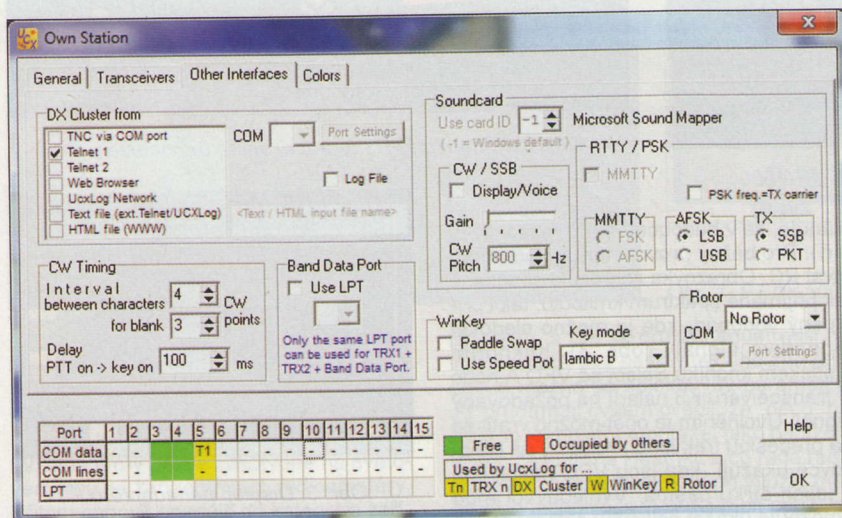 Own Station
General Transceivers Other Interfaces Colors
DX Cluster from
TNC via COM port
Telnet 1
Telnet 2
Web Browser
UcxLog Network
Text file (ext.Telnet/UCXLog)
HTML file (WWW)
COM Port Settings
Log File
<Text / HTML input file name>
Soundcard
Use card ID -1 Microsoft Sound Mapper
( -1 = Windows default )
CW / SSB
Display/Voice
Gain
CW
Pitch 800 Hz
RTTY / PSK
MMTTY
PSK freq.=TX carrier
MMTTY
FSK
AFSK
AFSK
LSB
USB
TX
SSB
PKT
CW Timing
Interval
between characters 4 CW
for blank 3 points
Delay
PTT on -> key on 100 ms
Band Data Port
Use LPT
Only the same LPT port
can be used for TRX1 +
TRX2 + Band Data Port.
WinKey
Paddle Swap
Use Speed Pot
Key mode
Iambic B
Rotor
No Rotor
COM
Port Settings
Port 1 2 3 4 5 6 7 8 9 10 11 12 13 14 15
COM data - - T1 - - - - - - - - - -
COM lines - - - - - - - - - - - - -
LPT - - - -
Free Occupied by others
Used by UcxLog for ...
Tn TRX n DX Cluster W WinKey R Rotor
Help
OK